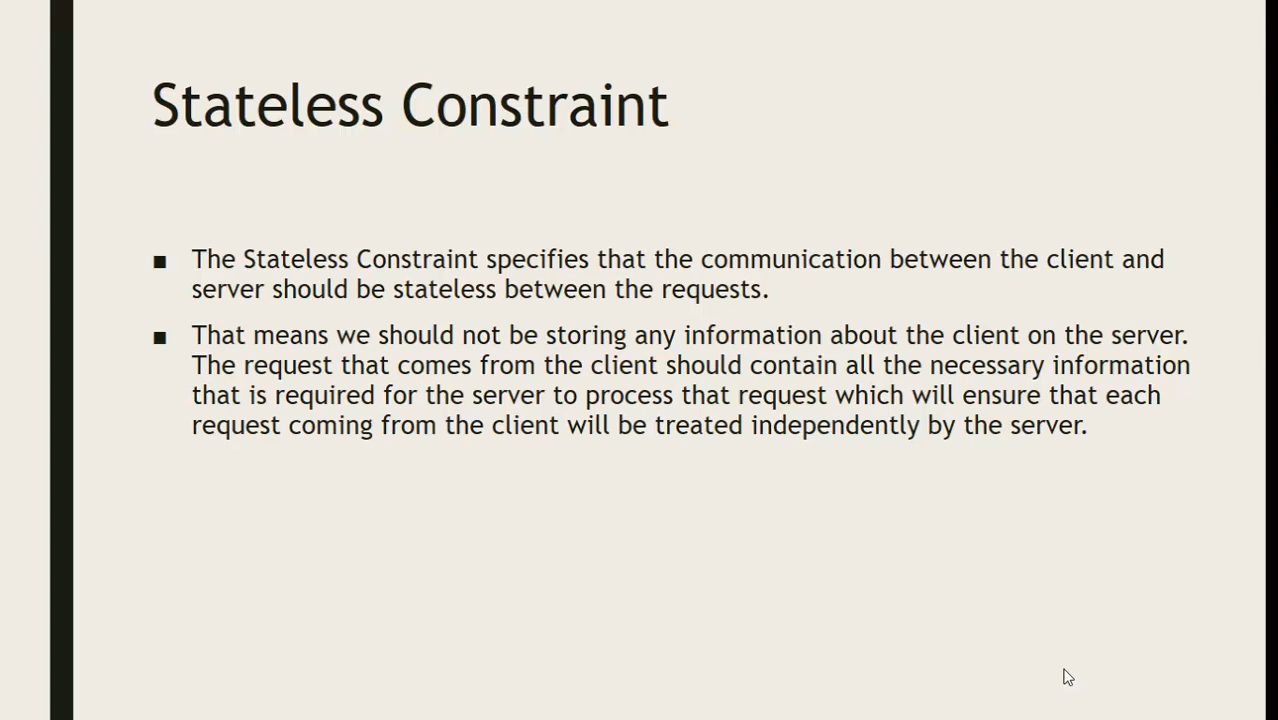 Stateless Constraint
▪ The Stateless Constraint specifies that the communication between the client and
server should be stateless between the requests.
▪ That means we should not be storing any information about the client on the server.
The request that comes from the client should contain all the necessary information
that is required for the server to process that request which will ensure that each
request coming from the client will be treated independently by the server.